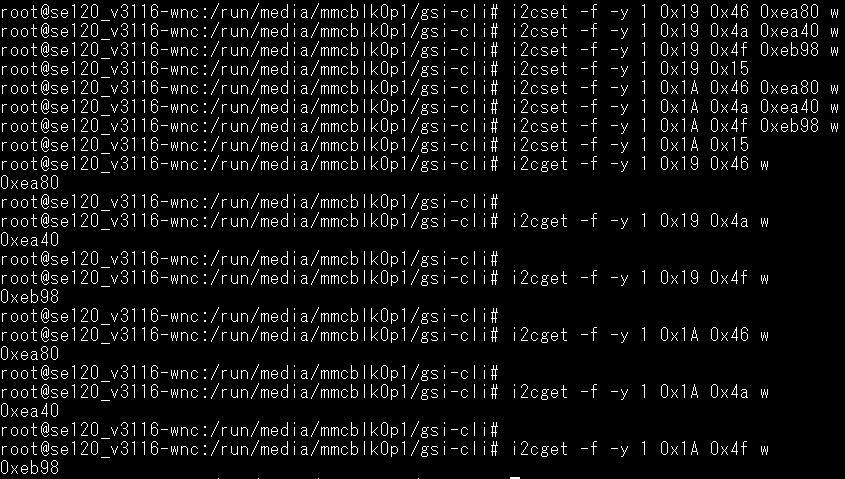 root@se120_v3116-wnc:/run/media/mmcblk0p1/gsi-cli# i2cset -f -y 1 0x19 0x46 0xea80 w
root@se120_v3116-wnc:/run/media/mmcblk0p1/gsi-cli# i2cset -f -y 1 0x19 0x4a 0xea40 w
root@se120_v3116-wnc:/run/media/mmcblk0p1/gsi-cli# i2cset -f -y 1 0x19 0x4f 0xeb98 w
root@se120_v3116-wnc:/run/media/mmcblk0p1/gsi-cli# i2cset -f -y 1 0x19 0x15
root@se120_v3116-wnc:/run/media/mmcblk0p1/gsi-cli# i2cset -f -y 1 0x1A 0x46 0xea80 w
root@se120_v3116-wnc:/run/media/mmcblk0p1/gsi-cli# i2cset -f -y 1 0x1A 0x4a 0xea40 w
root@se120_v3116-wnc:/run/media/mmcblk0p1/gsi-cli# i2cset -f -y 1 0x1A 0x4f 0xeb98 w
root@se120_v3116-wnc:/run/media/mmcblk0p1/gsi-cli# i2cset -f -y 1 0x1A 0x15
root@se120_v3116-wnc:/run/media/mmcblk0p1/gsi-cli# i2cget -f -y 1 0x19 0x46 w
0xea80
root@se120_v3116-wnc:/run/media/mmcblk0p1/gsi-cli#
root@se120_v3116-wnc:/run/media/mmcblk0p1/gsi-cli# i2cget -f -y 1 0x19 0x4a w
0xea40
root@se120_v3116-wnc:/run/media/mmcblk0p1/gsi-cli#
root@se120_v3116-wnc:/run/media/mmcblk0p1/gsi-cli# i2cget -f -y 1 0x19 0x4f w
0xeb98
root@se120_v3116-wnc:/run/media/mmcblk0p1/gsi-cli#
root@se120_v3116-wnc:/run/media/mmcblk0p1/gsi-cli# i2cget -f -y 1 0x1A 0x46 w
0xea80
root@se120_v3116-wnc:/run/media/mmcblk0p1/gsi-cli#
root@se120_v3116-wnc:/run/media/mmcblk0p1/gsi-cli# i2cget -f -y 1 0x1A 0x4a w
0xea40
root@se120_v3116-wnc:/run/media/mmcblk0p1/gsi-cli#
root@se120_v3116-wnc:/run/media/mmcblk0p1/gsi-cli# i2cget -f -y 1 0x1A 0x4f w
0xeb98